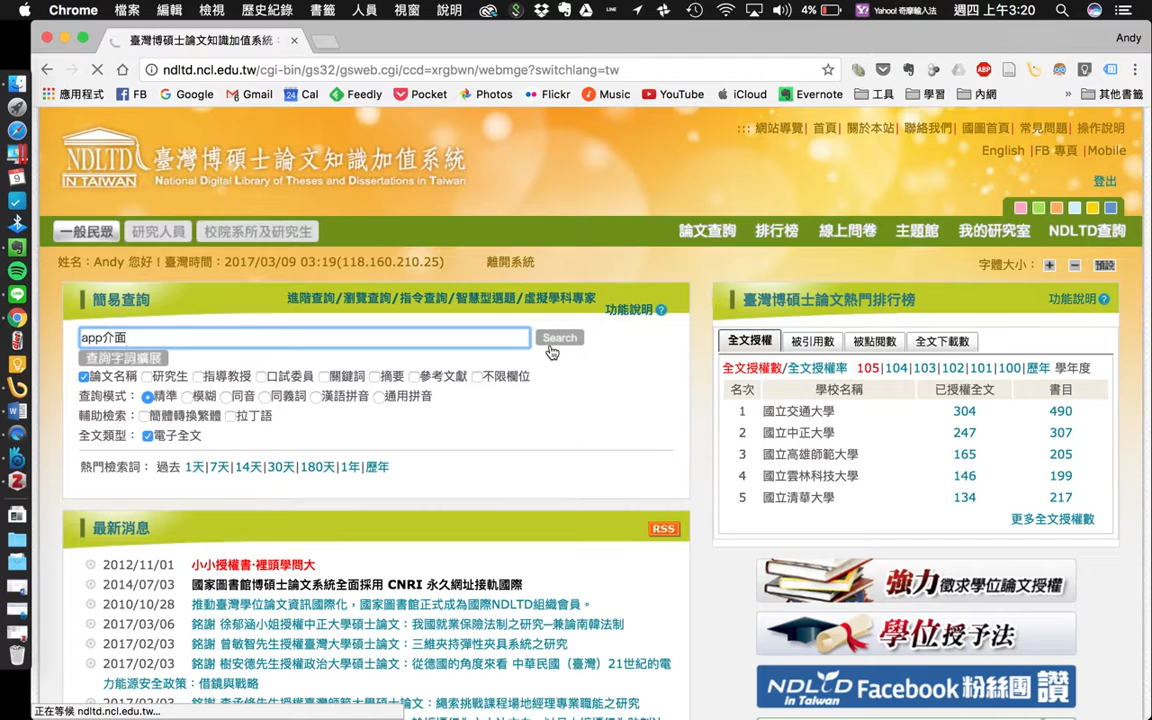 Chrome 檔案 編輯 檢視 歷史紀錄 書籤 人員 視窗 說明 4% Yahoo! 奇摩輸入法 週四 上午3:20
臺灣博碩士論文知識加值系統： Andy
ndltd.ncl.edu.tw/cgi-bin/gs32/gsweb.cgi/ccd=xrgbwn/webmge?switchlang=tw
應用程式 FB Google Gmail Cal Feedly Pocket Photos Flickr Music YouTube iCloud Evernote 工具 學習 內網 » 其他書籤
::: 網站導覽| 首頁| 關於本站| 聯絡我們| 國圖首頁| 常見問題| 操作說明
English |FB 專頁 |Mobile
NDLTD IN TAIWAN 臺灣博碩士論文知識加值系統
National Digital Library of Theses and Dissertations in Taiwan
登出
一般民眾 研究人員 校院系所及研究生 論文查詢 排行榜 線上問卷 主題館 我的研究室 NDLTD查詢
姓名：Andy 您好！臺灣時間：2017/03/09 03:19(118.160.210.25) 離開系統
字體大小： + − 預設
簡易查詢 進階查詢/瀏覽查詢/指令查詢/智慧型選題/虛擬學科專家
功能說明
app介面 Search
查詢字詞擴展
論文名稱 研究生 指導教授 口試委員 關鍵詞 摘要 參考文獻 不限欄位
查詢模式： 精準 模糊 同音 同義詞 漢語拼音 通用拼音
輔助檢索： 簡體轉換繁體 拉丁語
全文類型： 電子全文
熱門檢索詞： 過去 1天|7天|14天|30天|180天|1年|歷年
臺灣博碩士論文熱門排行榜 功能說明
全文授權 被引用數 被點閱數 全文下載數
全文授權數/全文授權率 105|104|103|102|101|100|歷年 學年度
名次 學校名稱 已授權全文 書目
1 國立交通大學 304 490
2 國立中正大學 247 307
3 國立高雄師範大學 165 205
4 國立雲林科技大學 146 199
5 國立清華大學 134 217
更多全文授權數
最新消息 RSS
2012/11/01 小小授權書‧裡頭學問大
2014/07/03 國家圖書館博碩士論文系統全面採用 CNRI 永久網址接軌國際
2010/10/28 推動臺灣學位論文資訊國際化，國家圖書館正式成為國際NDLTD組織會員。
2017/03/06 銘謝 徐郁涵小姐授權中正大學碩士論文：我國就業保險法制之研究─兼論南韓法制
2017/02/03 銘謝 曾敏智先生授權臺灣大學碩士論文：三維夾持彈性夾具系統之研究
2017/02/03 銘謝 樹安德先生授權政治大學碩士論文：從德國的角度來看 中華民國（臺灣）21世紀的電
力能源安全政策：借鏡與戰略
強力徵求學位論文授權
學位授予法
NDLTD in Taiwan Facebook粉絲團 讚
正在等候 ndltd.ncl.edu.tw...